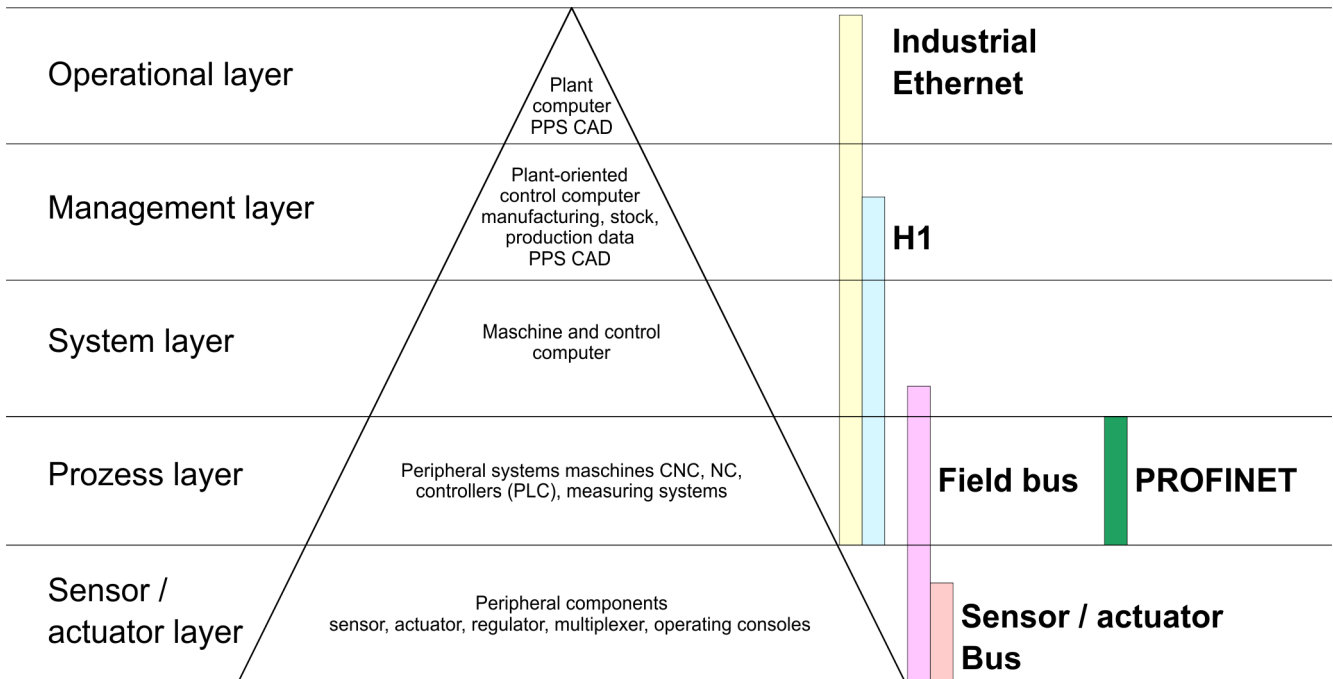 Operational layer
Plant
computer
PPS CAD
Industrial
Ethernet
Management layer
Plant-oriented
control computer
manufacturing, stock,
production data
PPS CAD
H1
System layer
Maschine and control
computer
Prozess layer
Peripheral systems maschines CNC, NC,
controllers (PLC), measuring systems
Field bus
PROFINET
Sensor /
actuator layer
Peripheral components
sensor, actuator, regulator, multiplexer, operating consoles
Sensor / actuator
Bus